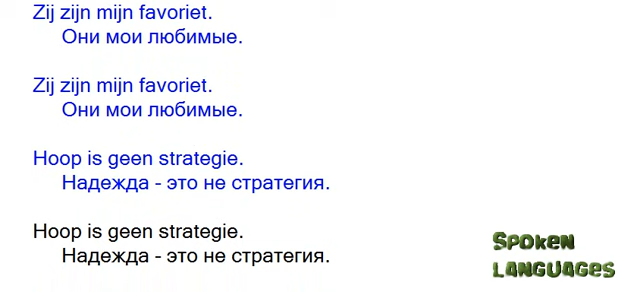 Zij zijn mijn favoriet.
Они мои любимые.
Zij zijn mijn favoriet.
Они мои любимые.
Hoop is geen strategie.
Надежда - это не стратегия.
Hoop is geen strategie.
Надежда - это не стратегия.
Spoken
Languages